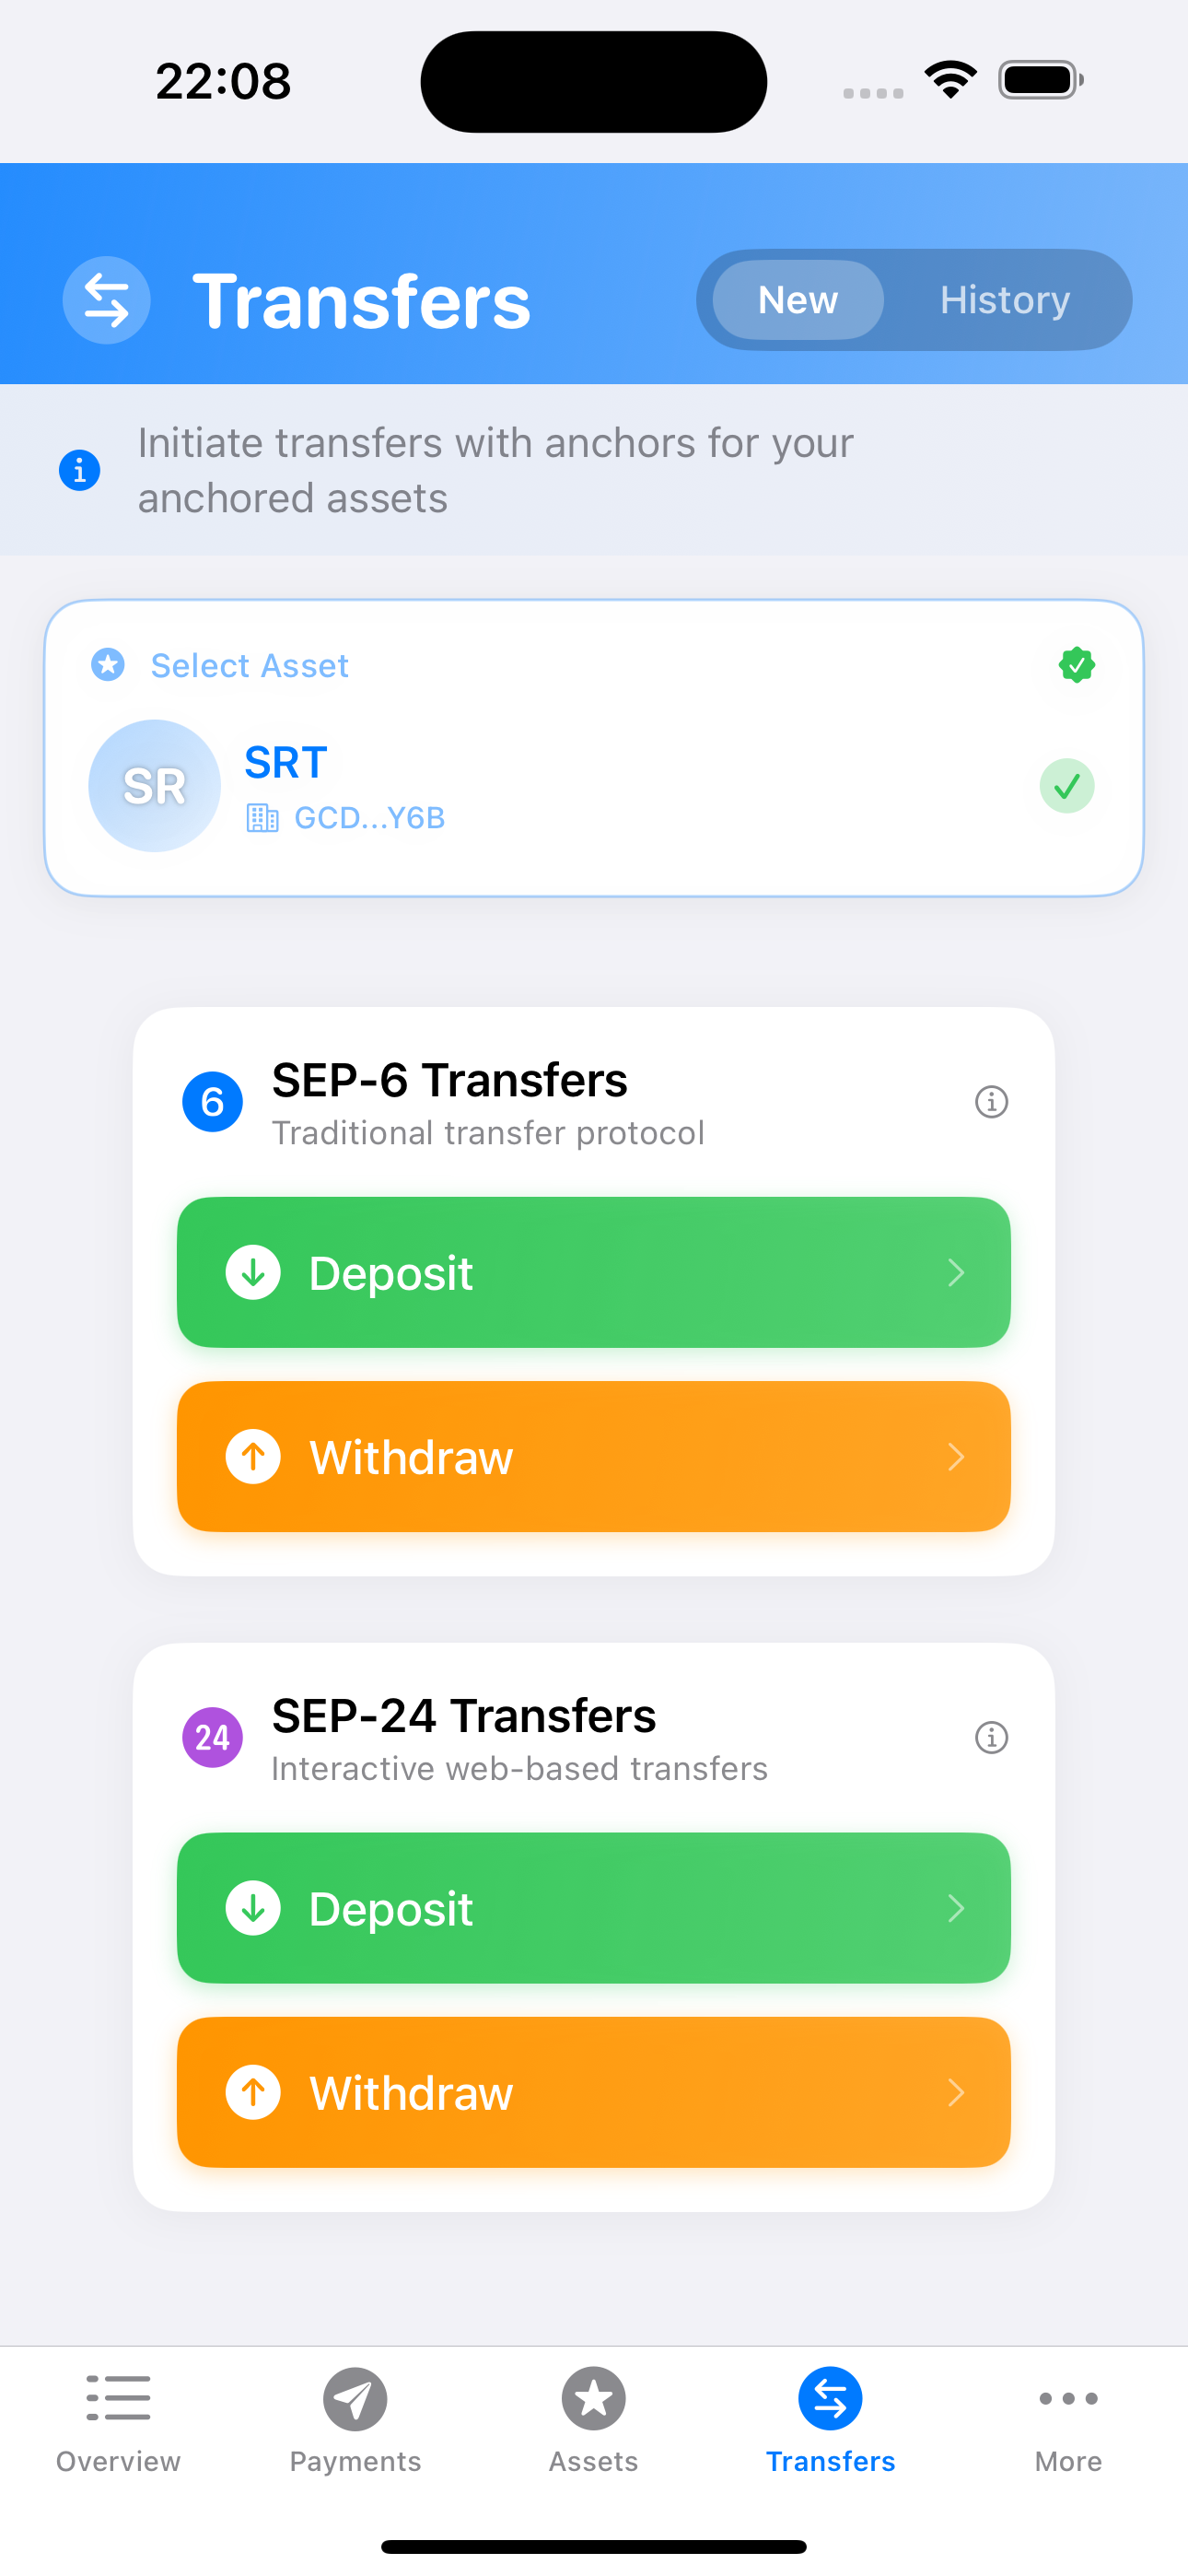 22:08
Transfers
New
History
Initiate transfers with anchors for your
anchored assets
Select Asset
SR
SRT
GCD...Y6B
6
SEP-6 Transfers
Traditional transfer protocol
Deposit
Withdraw
24
SEP-24 Transfers
Interactive web-based transfers
Deposit
Withdraw
Overview
Payments
Assets
Transfers
More